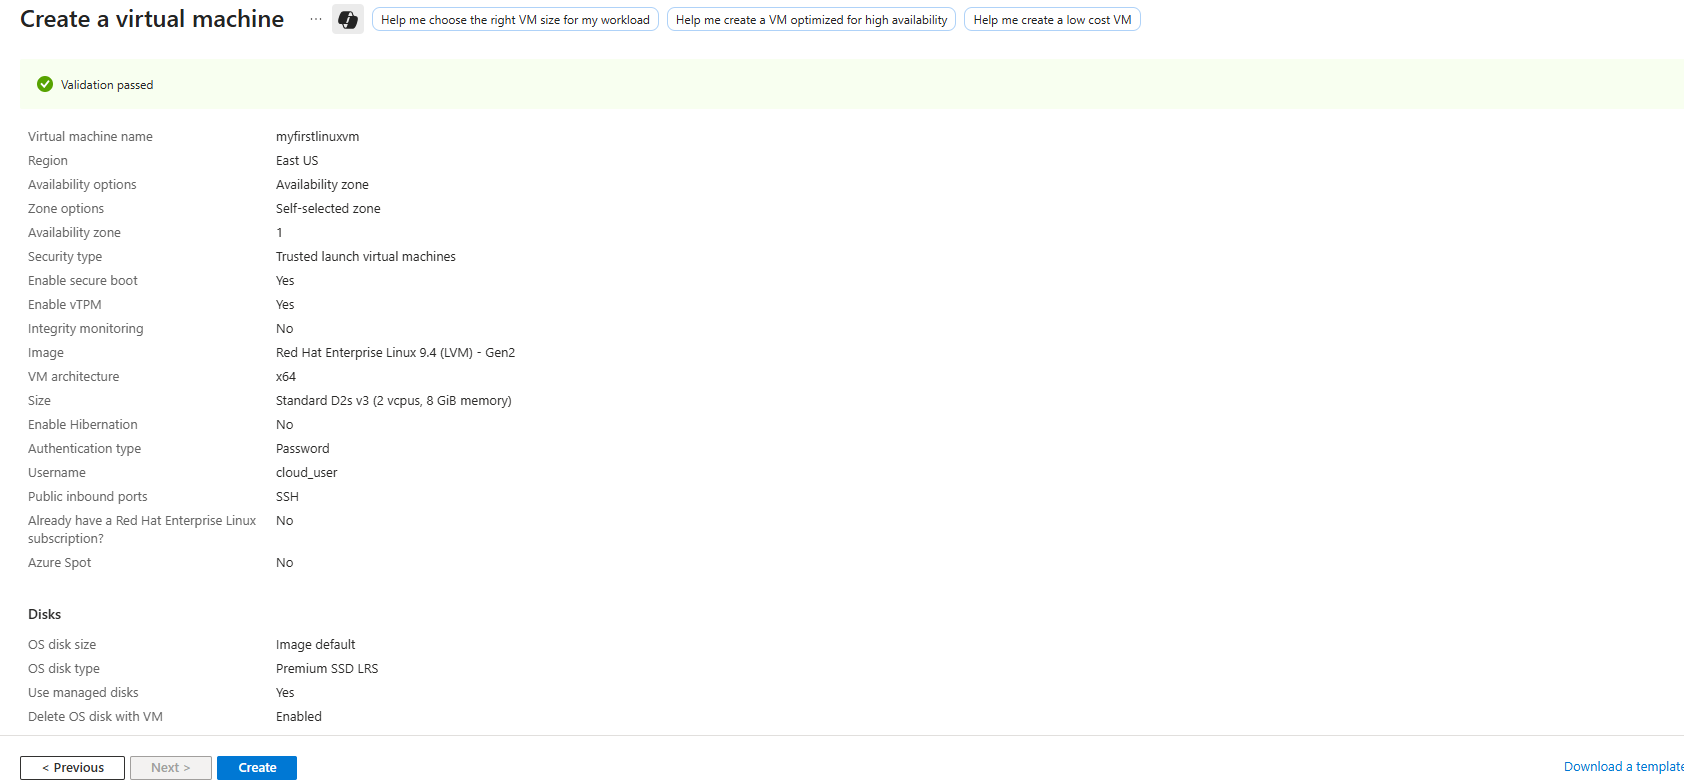 Create a virtual machine ... Help me choose the right VM size for my workload Help me create a VM optimized for high availability Help me create a low cost VM
Validation passed
Virtual machine name myfirstlinuxvm
Region East US
Availability options Availability zone
Zone options Self-selected zone
Availability zone 1
Security type Trusted launch virtual machines
Enable secure boot Yes
Enable vTPM Yes
Integrity monitoring No
Image Red Hat Enterprise Linux 9.4 (LVM) - Gen2
VM architecture x64
Size Standard D2s v3 (2 vcpus, 8 GiB memory)
Enable Hibernation No
Authentication type Password
Username cloud_user
Public inbound ports SSH
Already have a Red Hat Enterprise Linux No
subscription?
Azure Spot No
Disks
OS disk size Image default
OS disk type Premium SSD LRS
Use managed disks Yes
Delete OS disk with VM Enabled
< Previous Next > Create Download a template